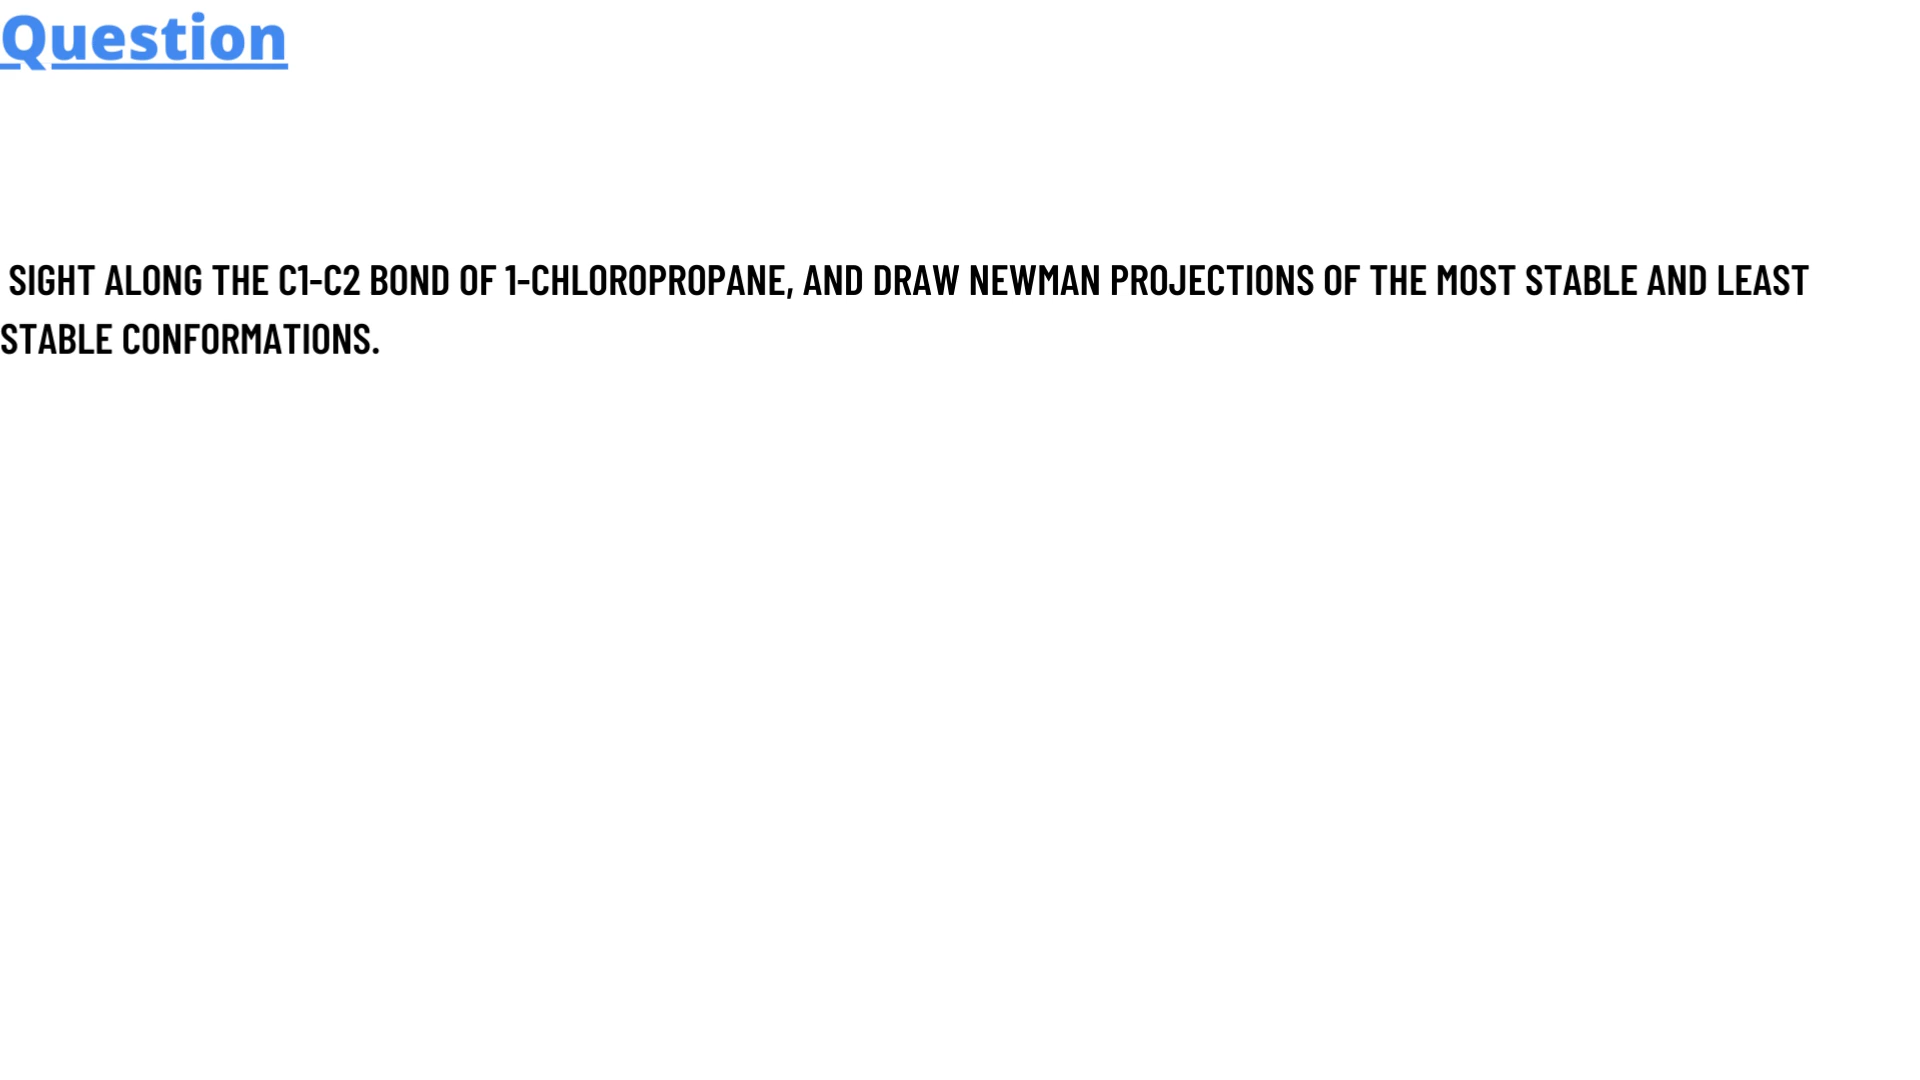 Question
SIGHT ALONG THE C1-C2 BOND OF 1-CHLOROPROPANE, AND DRAW NEWMAN PROJECTIONS OF THE MOST STABLE AND LEAST
STABLE CONFORMATIONS.